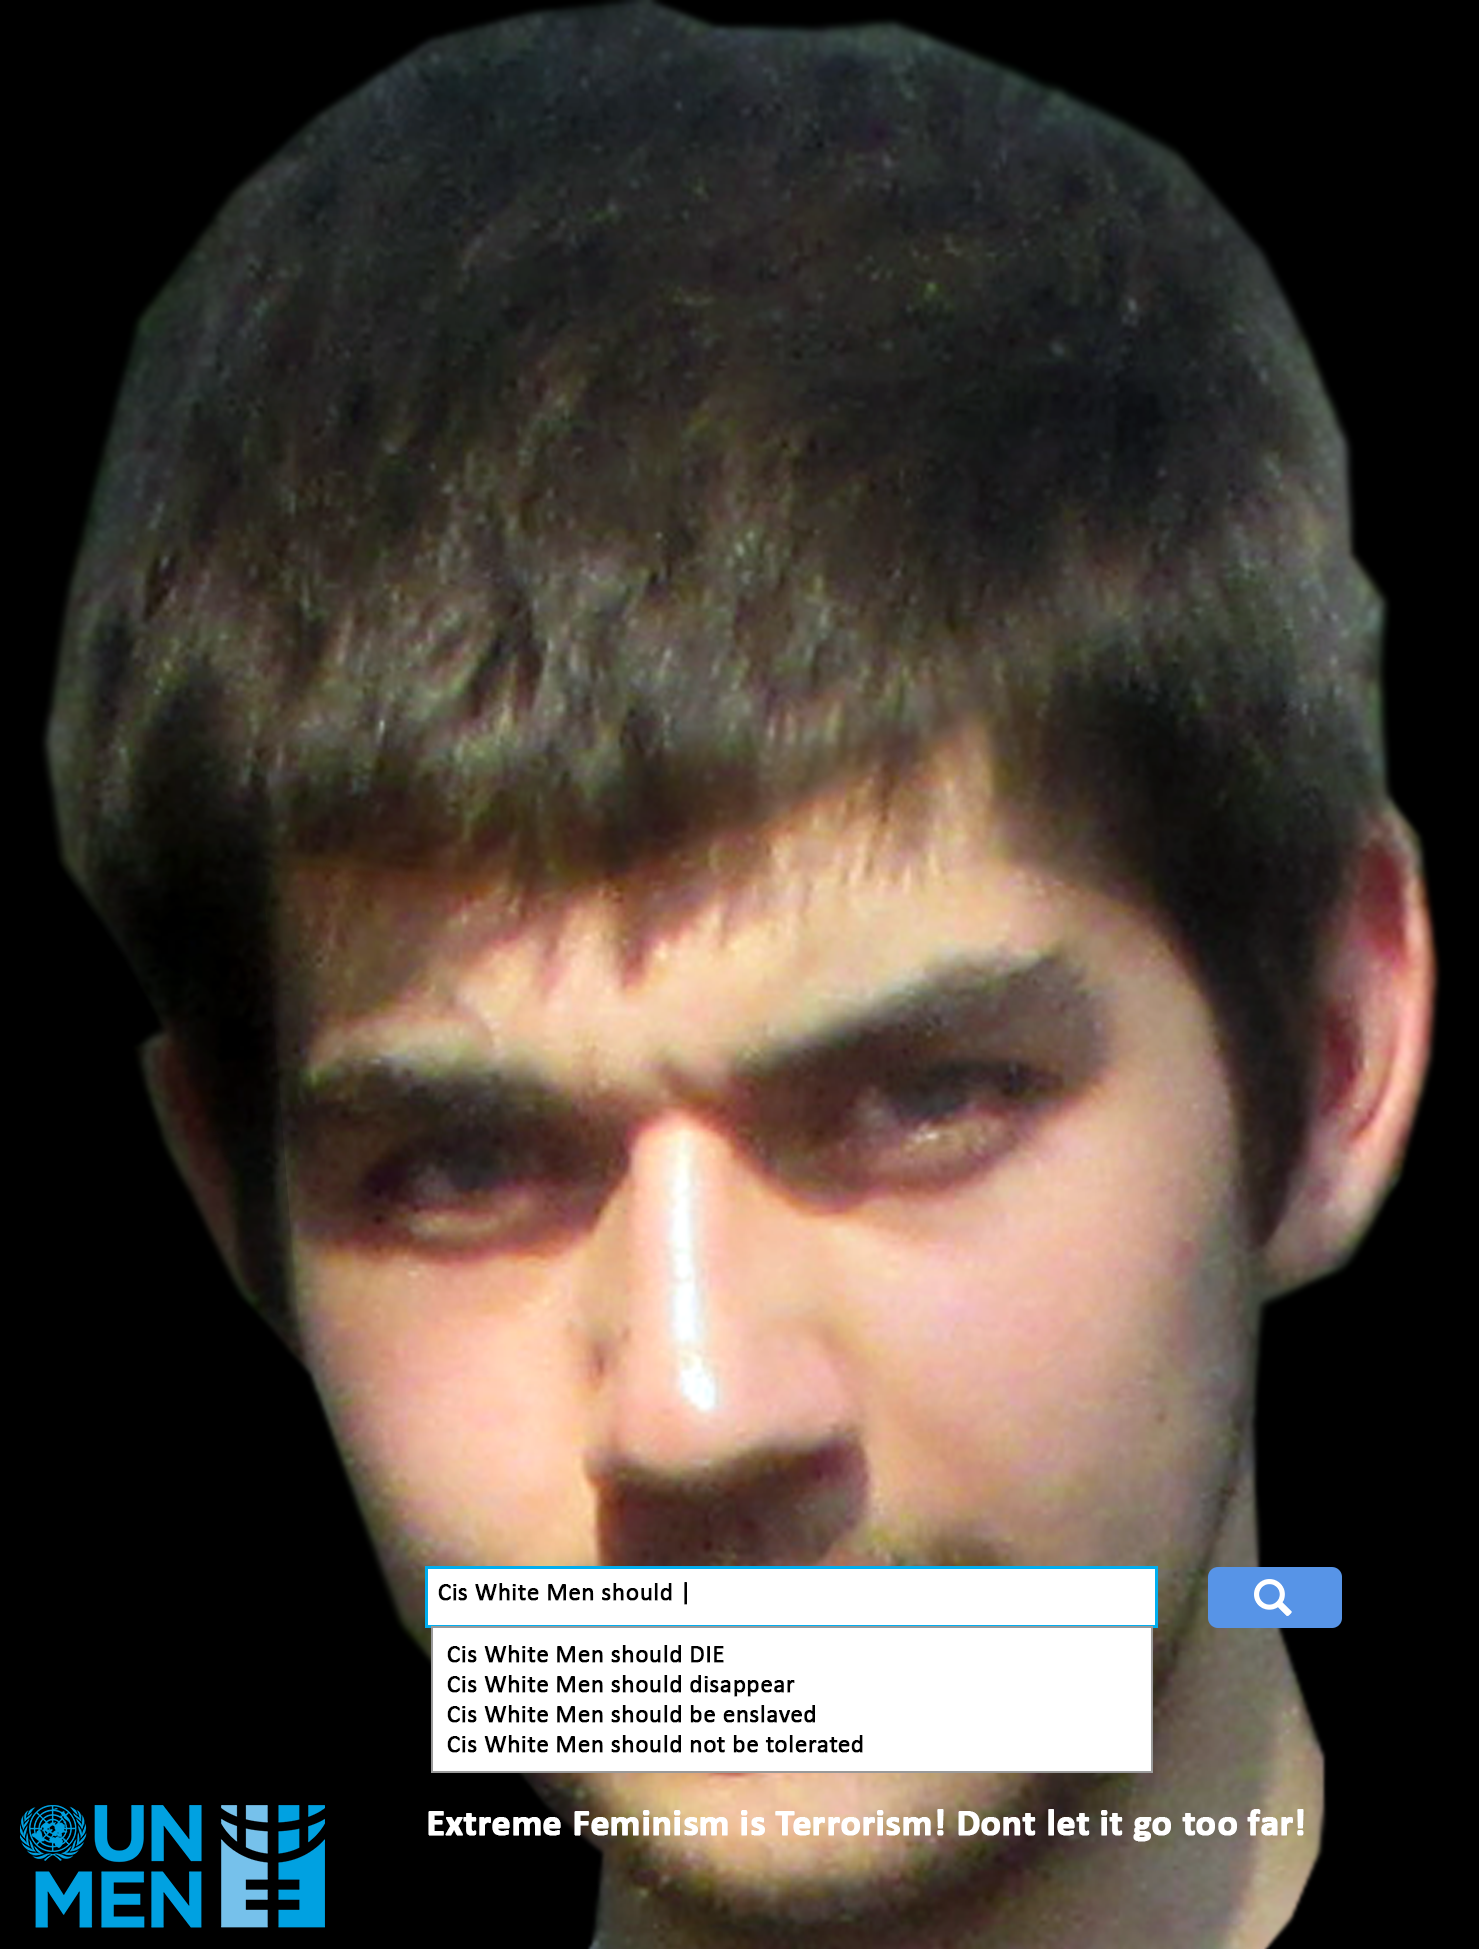 Cis White Men should |
Cis White Men should DIE
Cis White Men should disappear
Cis White Men should be enslaved
Cis White Men should not be tolerated
Extreme Feminism is Terrorism! Dont let it go too far!
UN
MEN